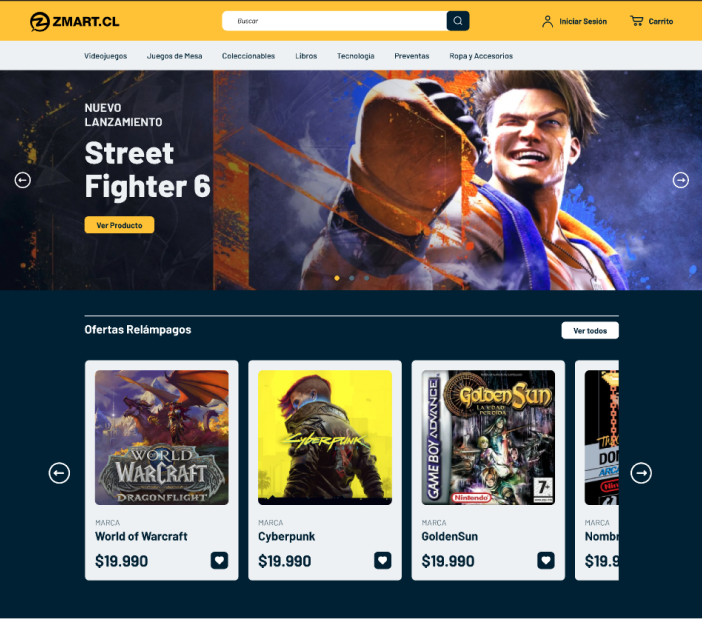 ZMART.CL
Buscar
Iniciar Sesión
Carrito
Videojuegos
Juegos de Mesa
Coleccionables
Libros
Tecnología
Preventas
Ropa y Accesorios
NUEVO
LANZAMIENTO
Street
Fighter 6
Ver Producto
Ofertas Relámpagos
Ver todos
WORLD
OF
WARCRAFT
DRAGONFLIGHT
MARCA
World of Warcraft
$19.990
Cyberpunk
MARCA
Cyberpunk
$19.990
GAME BOY ADVANCE
Golden Sun
LA EDAD
PERDIDA
Nintendo
7+
MARCA
GoldenSun
$19.990
MARCA
Nombr
$19.9